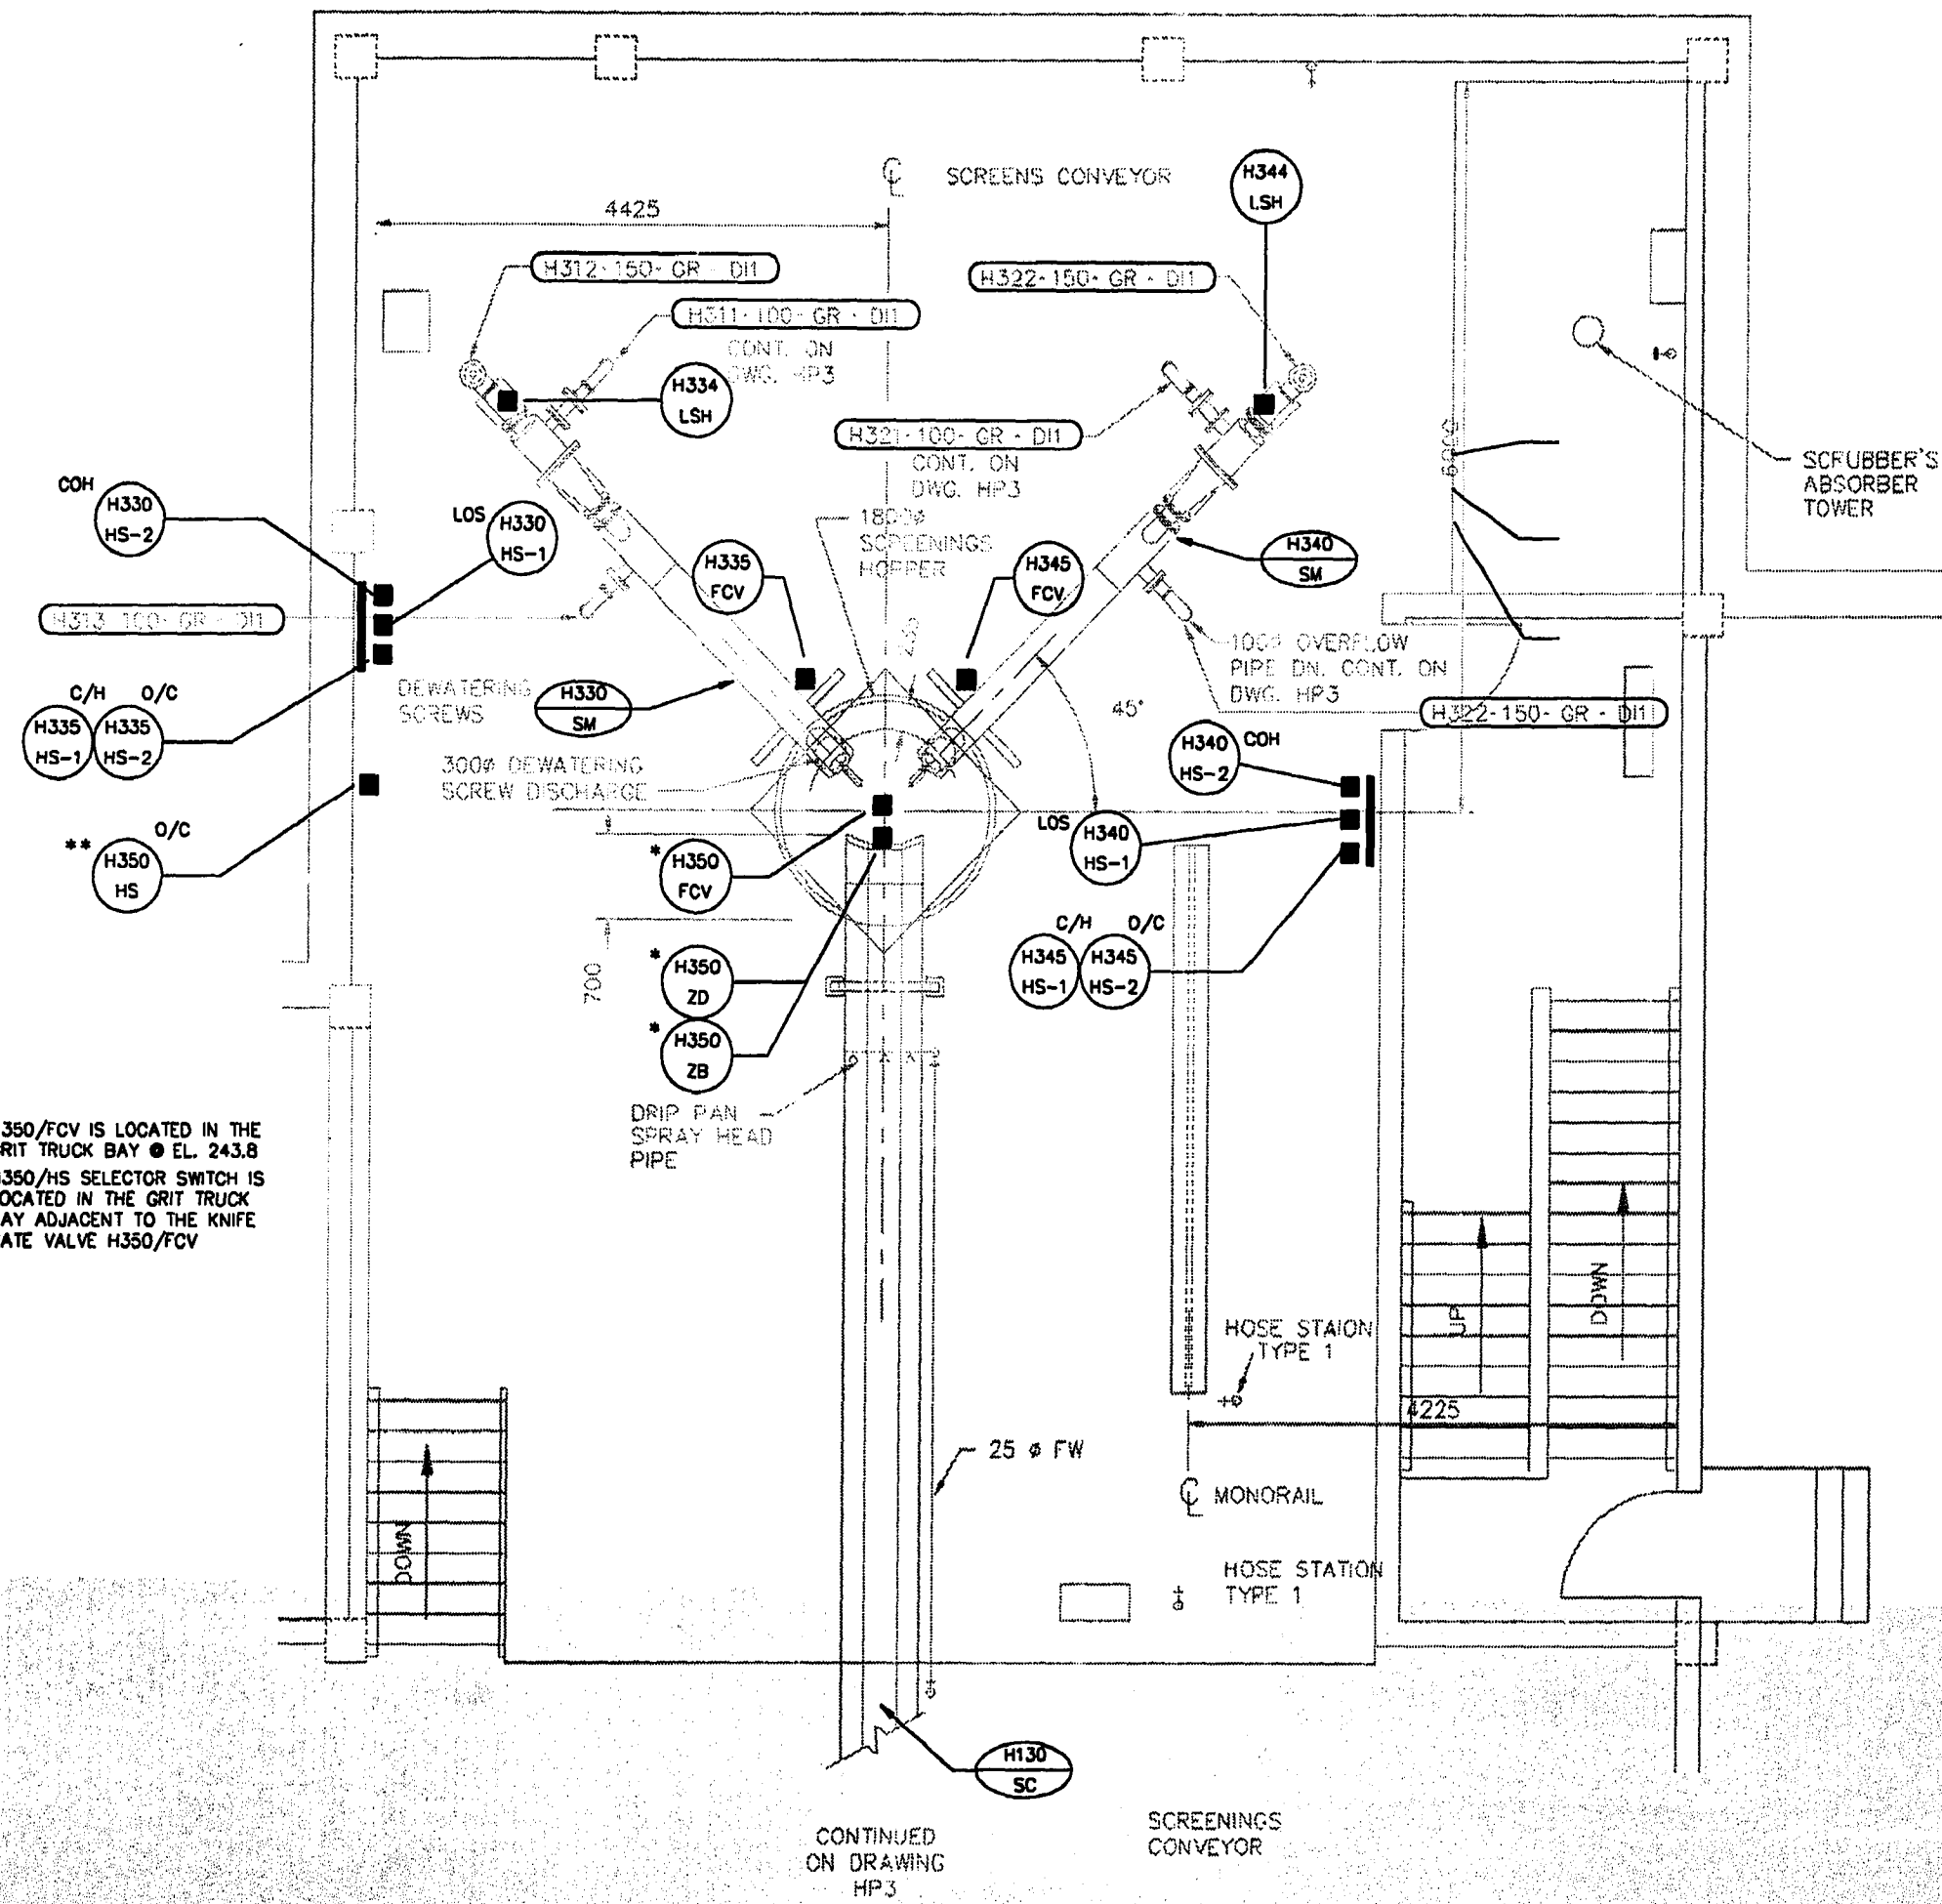 SCREENS CONVEYOR
H344
LSH
4425
H312-150-GR-DI1
H322-150-GR-DI1
H311-100-GR-DI1
CONT. ON
DWG. HP3
H334
LSH
H321-100-GR-DI1
CONT. ON
DWG. HP3
SCRUBBER'S
ABSORBER
TOWER
COH
H330
HS-2
LOS
H330
HS-1
1800ø
SCREENINGS
HOPPER
H335
FCV
H345
FCV
H340
SM
H313-100-GR-DI1
100ø OVERFLOW
PIPE DN. CONT. ON
DWG. HP3
DEWATERING
SCREWS
H330
SM
45°
H322-150-GR-DI1
C/H O/C
H335
HS-1
H335
HS-2
H340
HS-2
COH
300ø DEWATERING
SCREW DISCHARGE
** O/C
H350
HS
*
H350
FCV
LOS
H340
HS-1
C/H O/C
H345
HS-1
H345
HS-2
700
*
H350
ZD
*
H350
ZB
DRIP PAN
SPRAY HEAD
PIPE
350/FCV IS LOCATED IN THE
RIT TRUCK BAY @ EL. 243.8
350/HS SELECTOR SWITCH IS
OCATED IN THE GRIT TRUCK
AY ADJACENT TO THE KNIFE
ATE VALVE H350/FCV
UP
DOWN
HOSE STAION
TYPE 1
4225
25 ø FW
℄ MONORAIL
DOWN
HOSE STATION
TYPE 1
H130
SC
SCREENINGS
CONVEYOR
CONTINUED
ON DRAWING
HP3